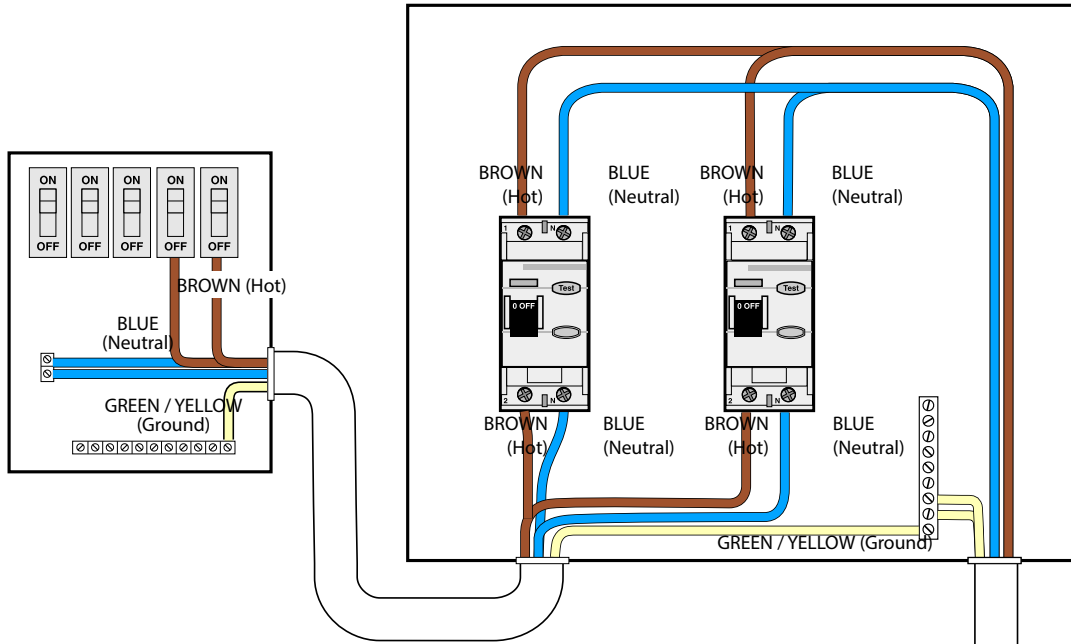 ON
ON
ON
ON
ON
OFF
OFF
OFF
OFF
OFF
BROWN (Hot)
BLUE
(Neutral)
GREEN / YELLOW
(Ground)
BROWN
(Hot)
BLUE
(Neutral)
BROWN
(Hot)
BLUE
(Neutral)
1
N
1
N
Test
Test
0 OFF
0 OFF
2
N
2
N
BROWN
(Hot)
BLUE
(Neutral)
BROWN
(Hot)
BLUE
(Neutral)
GREEN / YELLOW (Ground)